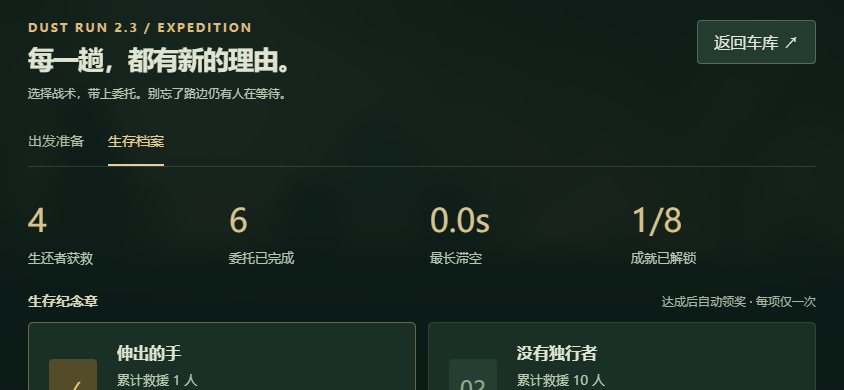 DUST RUN 2.3 / EXPEDITION
每一趟，都有新的理由。
返回车库 ↗
选择战术，带上委托。别忘了路边仍有人在等待。
出发准备 生存档案
4 6 0.0s 1/8
生还者获救 委托已完成 最长滞空 成就已解锁
生存纪念章 达成后自动领奖 · 每项仅一次
伸出的手 没有独行者
累计救援 1 人 累计救援 10 人
✓ 02